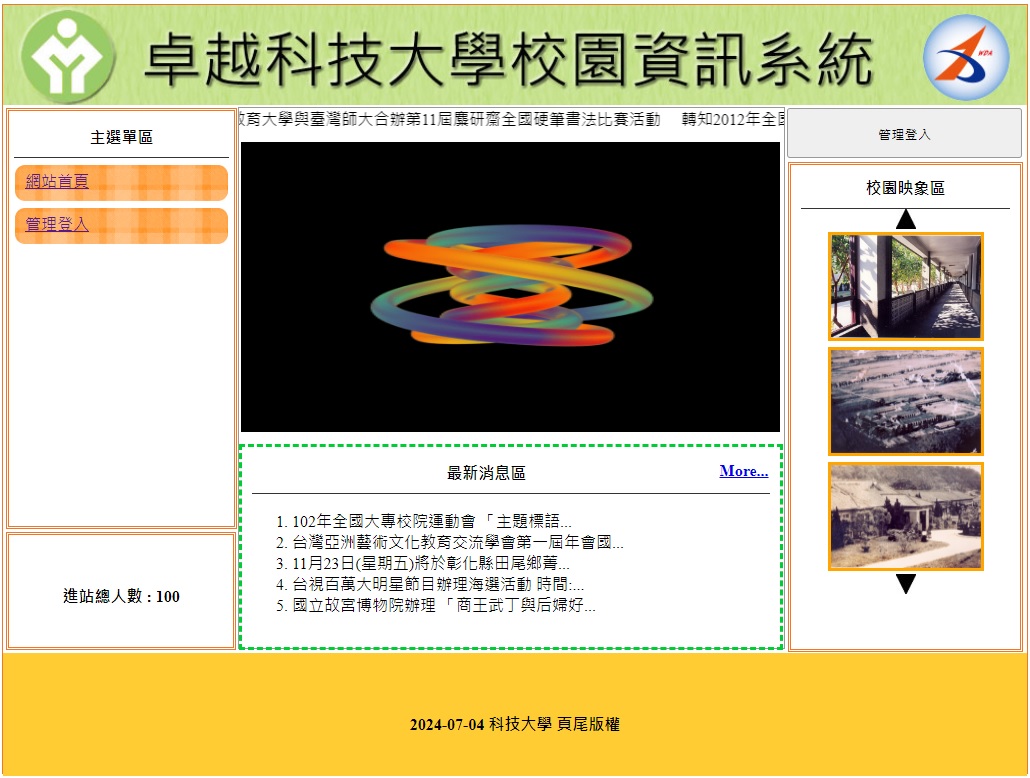 卓越科技大學校園資訊系統
WDA
主選單區
網站首頁
管理登入
進站總人數 : 100
育大學與臺灣師大合辦第11屆麋研齋全國硬筆書法比賽活動 轉知2012年全
最新消息區
More...
1. 102年全國大專校院運動會 「主題標語...
2. 台灣亞洲藝術文化教育交流學會第一屆年會國...
3. 11月23日(星期五)將於彰化縣田尾鄉菁...
4. 台視百萬大明星節目辦理海選活動 時間:...
5. 國立故宮博物院辦理 「商王武丁與后婦好...
管理登入
校園映象區
2024-07-04 科技大學 頁尾版權